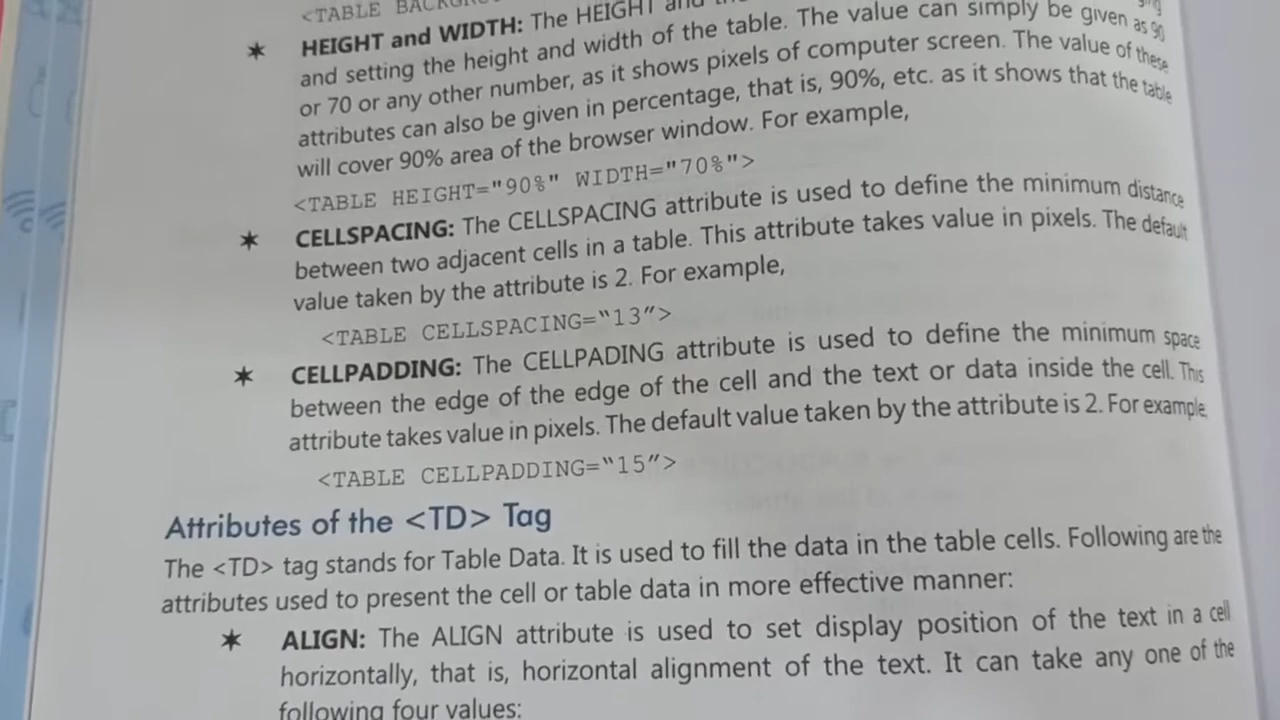 <TABLE
HEIGHT and WIDTH: The HEIGHT and
and setting the height and width of the table. The value can simply be given as 90
or 70 or any other number, as it shows pixels of computer screen. The value of these
attributes can also be given in percentage, that is, 90%, etc. as it shows that the table
will cover 90% area of the browser window. For example,
<TABLE HEIGHT="90%" WIDTH="70%">
CELLSPACING: The CELLSPACING attribute is used to define the minimum distance
between two adjacent cells in a table. This attribute takes value in pixels. The default
value taken by the attribute is 2. For example,
<TABLE CELLSPACING="13">
CELLPADDING: The CELLPADING attribute is used to define the minimum space
between the edge of the edge of the cell and the text or data inside the cell. This
attribute takes value in pixels. The default value taken by the attribute is 2. For example,
<TABLE CELLPADDING="15">
Attributes of the <TD> Tag
The <TD> tag stands for Table Data. It is used to fill the data in the table cells. Following are the
attributes used to present the cell or table data in more effective manner:
ALIGN: The ALIGN attribute is used to set display position of the text in a cell
horizontally, that is, horizontal alignment of the text. It can take any one of the
following four values: